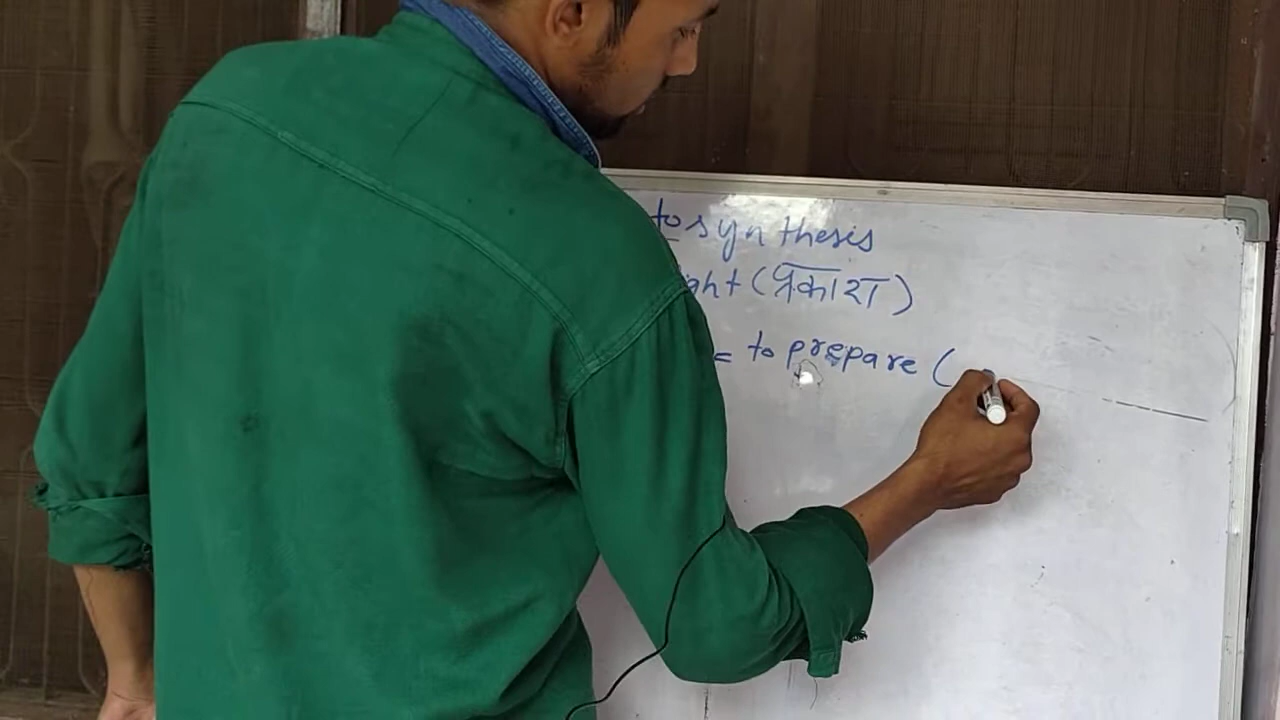 tosynthesis
ght (प्रकाश)
= to prepare (